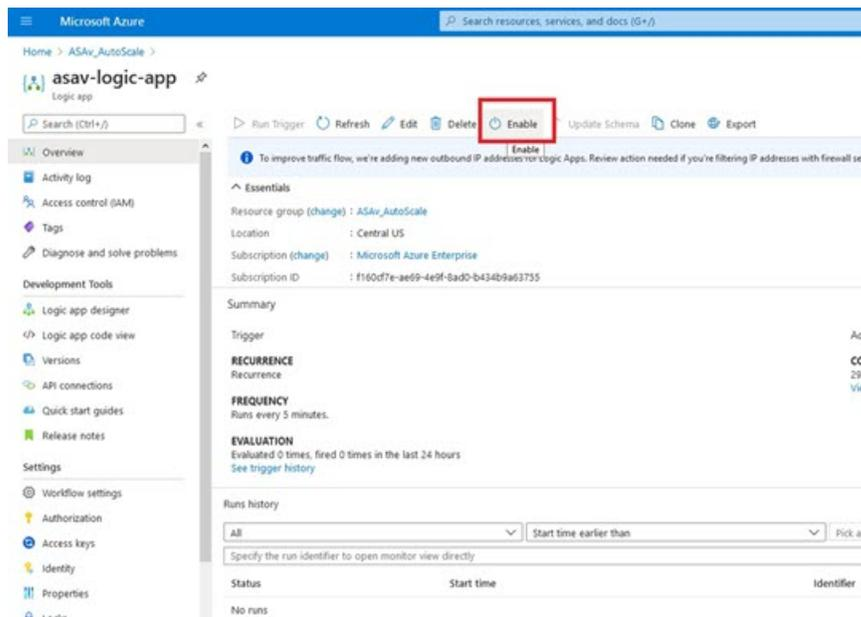 Microsoft Azure
Search resources, services, and docs (G+/)
Home > ASAv_AutoScale >
asav-logic-app
Logic app
Search (Ctrl+/)
«
Run Trigger Refresh Edit Delete Enable Update Schema Clone Export
Enable
Overview
Activity log
Access control (IAM)
Tags
Diagnose and solve problems
Development Tools
Logic app designer
Logic app code view
Versions
API connections
Quick start guides
Release notes
Settings
Workflow settings
Authorization
Access keys
Identity
Properties
Locks
To improve traffic flow, we're adding new outbound IP addresses for Logic Apps. Review action needed if you're filtering IP addresses with firewall se
Essentials
Resource group (change) : ASAv_AutoScale
Location : Central US
Subscription (change) : Microsoft Azure Enterprise
Subscription ID : f160cf7e-ae69-4e9f-8ad0-b434b9a63755
Summary
Trigger
RECURRENCE
Recurrence
FREQUENCY
Runs every 5 minutes.
EVALUATION
Evaluated 0 times, fired 0 times in the last 24 hours
See trigger history
Ac
CO
29
Vie
Runs history
All
Start time earlier than
Pick a
Specify the run identifier to open monitor view directly
Status Start time Identifier
No runs